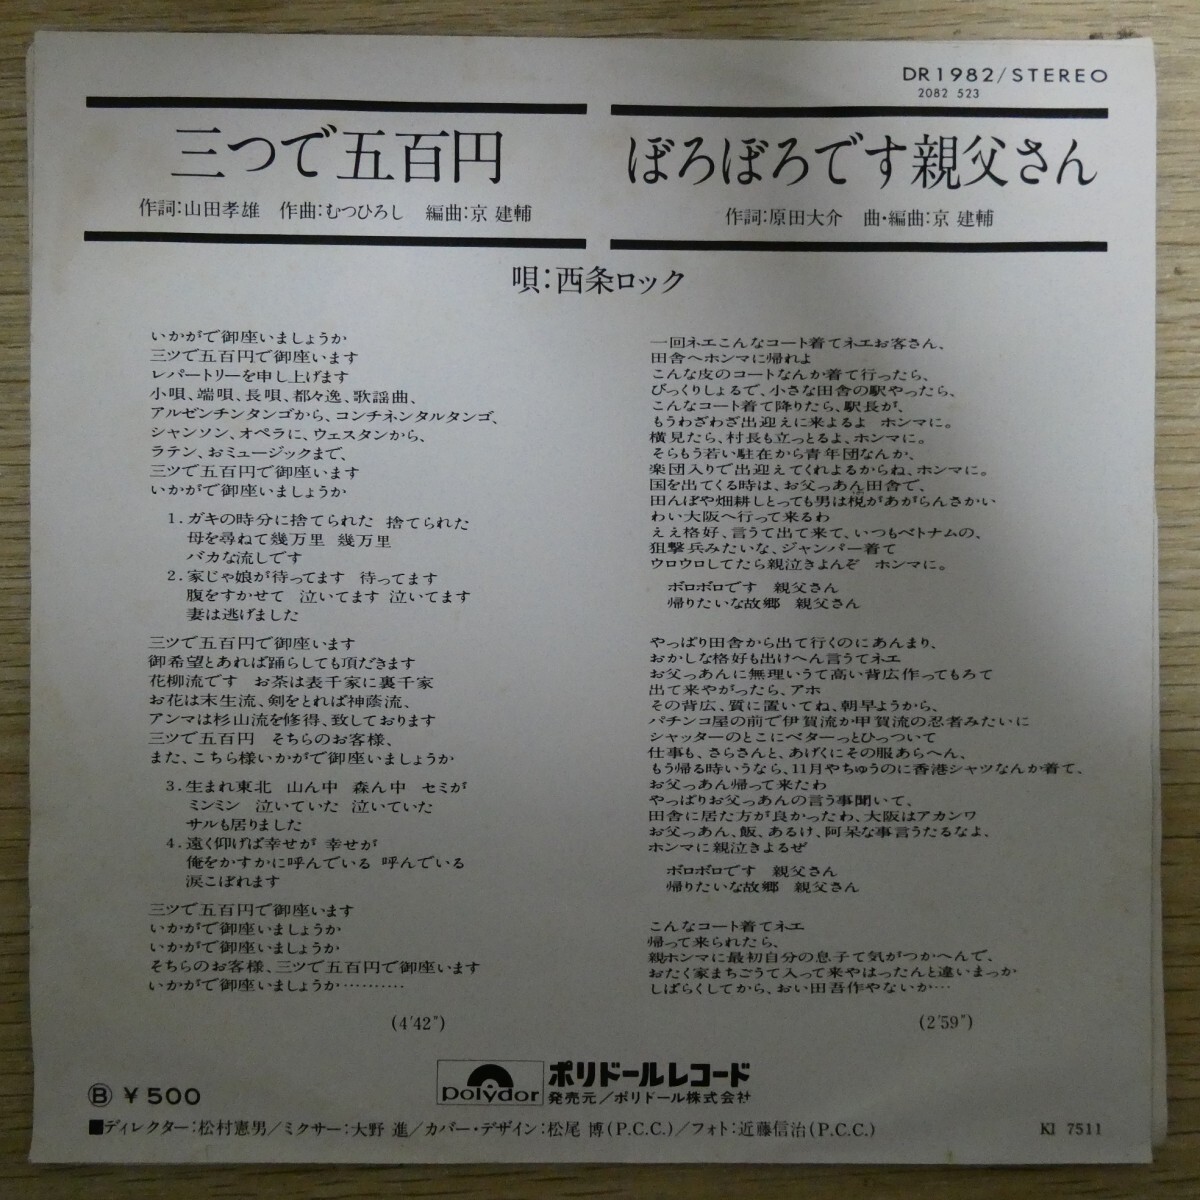 DR1982/STEREO
2082 523
三つで五百円
作詞:山田孝雄 作曲:むつひろし 編曲:京 建輔
ぼろぼろです親父さん
作詞:原田大介 曲・編曲:京 建輔
唄:西条ロック
いかがで御座いましょうか
三ツで五百円で御座います
レパートリーを申し上げます
小唄、端唄、長唄、都々逸、歌謡曲、
アルゼンチンタンゴから、コンチネンタルタンゴ、
シャンソン、オペラに、ウェスタンから、
ラテン、おミュージックまで、
三ツで五百円で御座います
いかがで御座いましょうか
1. ガキの時分に捨てられた 捨てられた
母を尋ねて幾万里 幾万里
バカな流しです
2. 家じゃ娘が待ってます 待ってます
腹をすかせて 泣いてます 泣いてます
妻は逃げました
三ツで五百円で御座います
御希望とあれば踊らしても頂だきます
花柳流です お茶は表千家に裏千家
お花は末生流、剣をとれば神蔭流、
アンマは杉山流を修得、致しております
三ツで五百円 そちらのお客様、
また、こちら様いかがで御座いましょうか
3. 生まれ東北 山ん中 森ん中 セミが
ミンミン 泣いていた 泣いていた
サルも居りました
4. 遠く仰げば幸せが 幸せが
俺をかすかに呼んでいる 呼んでいる
涙こぼれます
三ツで五百円で御座います
いかがで御座いましょうか
いかがで御座いましょうか
そちらのお客様、三ツで五百円で御座います
いかがで御座いましょうか‥‥‥‥‥
(4′42″)
一回ネエこんなコート着てネエお客さん、
田舎へホンマに帰れよ
こんな皮のコートなんか着て行ったら、
びっくりしょるで、小さな田舎の駅やったら、
こんなコート着て降りたら、駅長が、
もうわざわざ出迎えに来よるよ ホンマに。
横見たら、村長も立っとるよ、ホンマに。
そらもう若い駐在から青年団なんか、
楽団入りで出迎えてくれよるからね、ホンマに。
国を出てくる時は、お父っあん田舎で、
田んぼや畑耕しとっても男は梲があがらんさかい
わい大阪へ行って来るわ
ええ格好、言うて出て来て、いつもベトナムの、
狙撃兵みたいな、ジャンパー着て
ウロウロしてたら親泣きよんぞ ホンマに。
ボロボロです 親父さん
帰りたいな故郷 親父さん
やっぱり田舎から出て行くのにあんまり、
おかしな格好も出けへん言うてネエ
お父っあんに無理いうて高い背広作ってもろて
出て来やがったら、アホ
その背広、質に置いてね、朝早ようから、
パチンコ屋の前で伊賀流か甲賀流の忍者みたいに
シャッターのとこにベターっとひっついて
仕事も、さらさんと、あげくにその服あらへん、
もう帰る時いうなら、11月やちゅうのに香港シャツなんか着て、
お父っあん帰って来たわ
やっぱりお父っあんの言う事聞いて、
田舎に居た方が良かったわ、大阪はアカンワ
お父っあん、飯、あるけ、阿呆な事言うたるなよ、
ホンマに親泣きよるぜ
ボロボロです 親父さん
帰りたいな故郷 親父さん
こんなコート着てネエ
帰って来られたら、
親ホンマに最初自分の息子て気がつかへんで、
おたく家まちごうて入って来やはったんと違いまっか
しばらくしてから、おい田吾作やないか‥‥
(2′59″)
polydor
ポリドールレコード
発売元/ポリドール株式会社
Ⓑ ￥500
■ディレクター:松村憲男/ミクサー:大野 進/カバー・デザイン:松尾 博(P.C.C.)/フォト:近藤信治(P.C.C.)
KI 7511